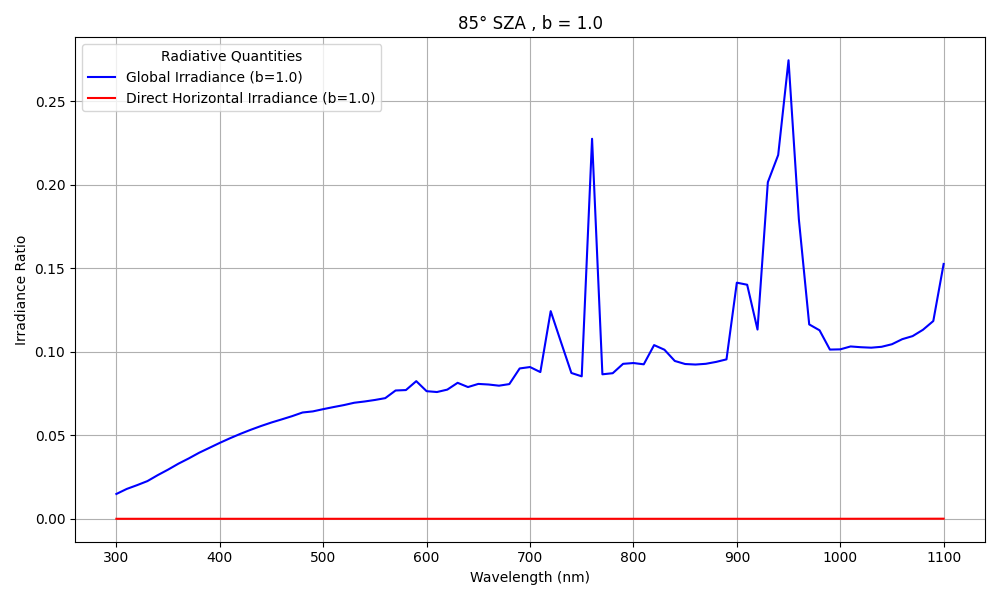 85° SZA , b = 1.0
Radiative Quantities
Global Irradiance (b=1.0)
Direct Horizontal Irradiance (b=1.0)
Irradiance Ratio
0.25
0.20
0.15
0.10
0.05
0.00
300 400 500 600 700 800 900 1000 1100
Wavelength (nm)